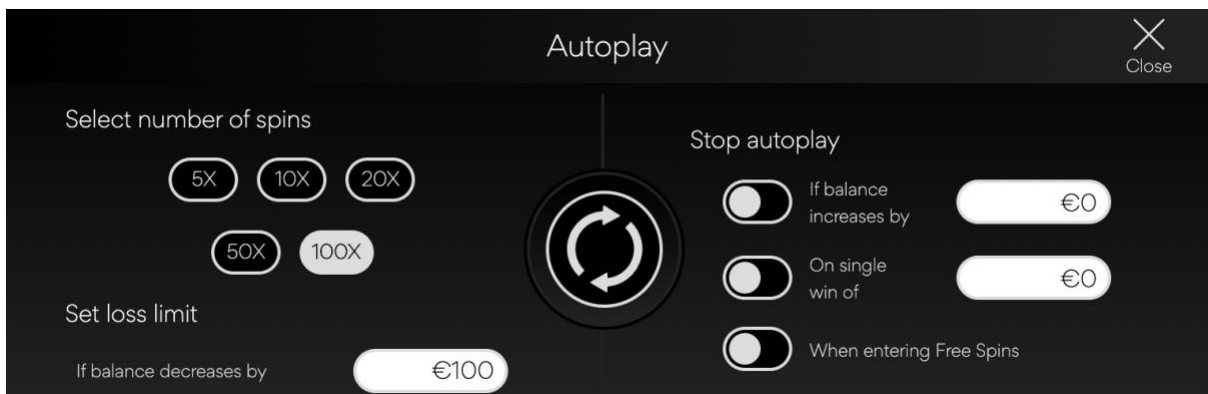 Autoplay
Close
Select number of spins
5X 10X 20X
50X 100X
Set loss limit
If balance decreases by €100
Stop autoplay
If balance
increases by
€0
On single
win of
€0
When entering Free Spins